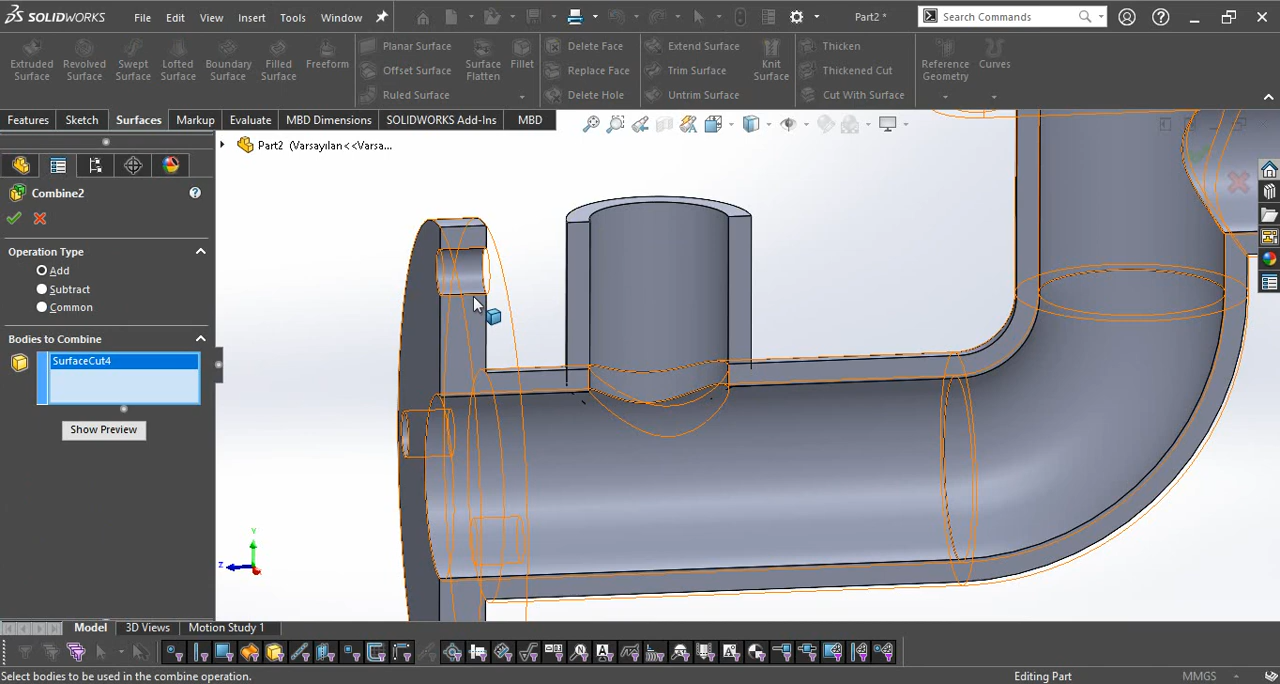 SOLIDWORKS File Edit View Insert Tools Window Part2 * Search Commands
Extruded Surface
Revolved Surface
Swept Surface
Lofted Surface
Boundary Surface
Filled Surface
Freeform
Planar Surface
Offset Surface
Ruled Surface
Surface Flatten
Fillet
Delete Face
Replace Face
Delete Hole
Extend Surface
Trim Surface
Untrim Surface
Knit Surface
Thicken
Thickened Cut
Cut With Surface
Reference Geometry
Curves
Features Sketch Surfaces Markup Evaluate MBD Dimensions SOLIDWORKS Add-Ins MBD
Part2 (Varsayılan<<Varsa...
Combine2
Operation Type
Add
Subtract
Common
Bodies to Combine
SurfaceCut4
Show Preview
Y
Z
Model 3D Views Motion Study 1
Select bodies to be used in the combine operation. Editing Part MMGS